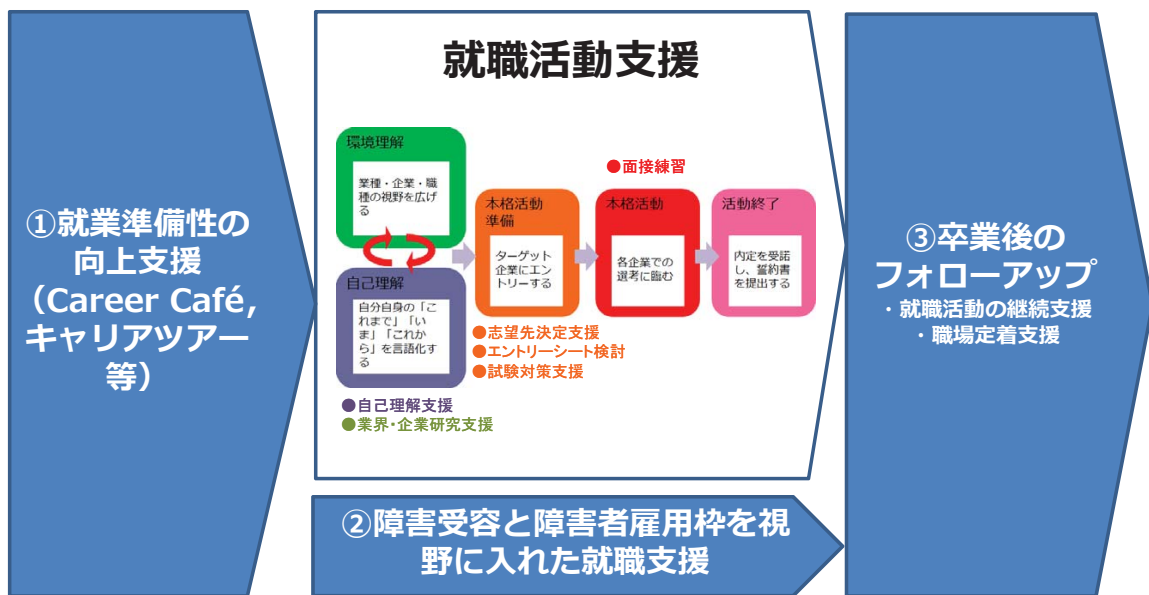 ①就業準備性の
向上支援
（Career Café,
キャリアツアー
等）
就職活動支援
環境理解
業種・企業・職
種の視野を広げ
る
自己理解
自分自身の「こ
れまで」「い
ま」「これか
ら」を言語化す
る
●自己理解支援
●業界・企業研究支援
本格活動
準備
ターゲット
企業にエン
トリーする
●志望先決定支援
●エントリーシート検討
●試験対策支援
●面接練習
本格活動
各企業での
選考に臨む
活動終了
内定を受諾
し、誓約書
を提出する
②障害受容と障害者雇用枠を視
野に入れた就職支援
③卒業後の
フォローアップ
・就職活動の継続支援
・職場定着支援